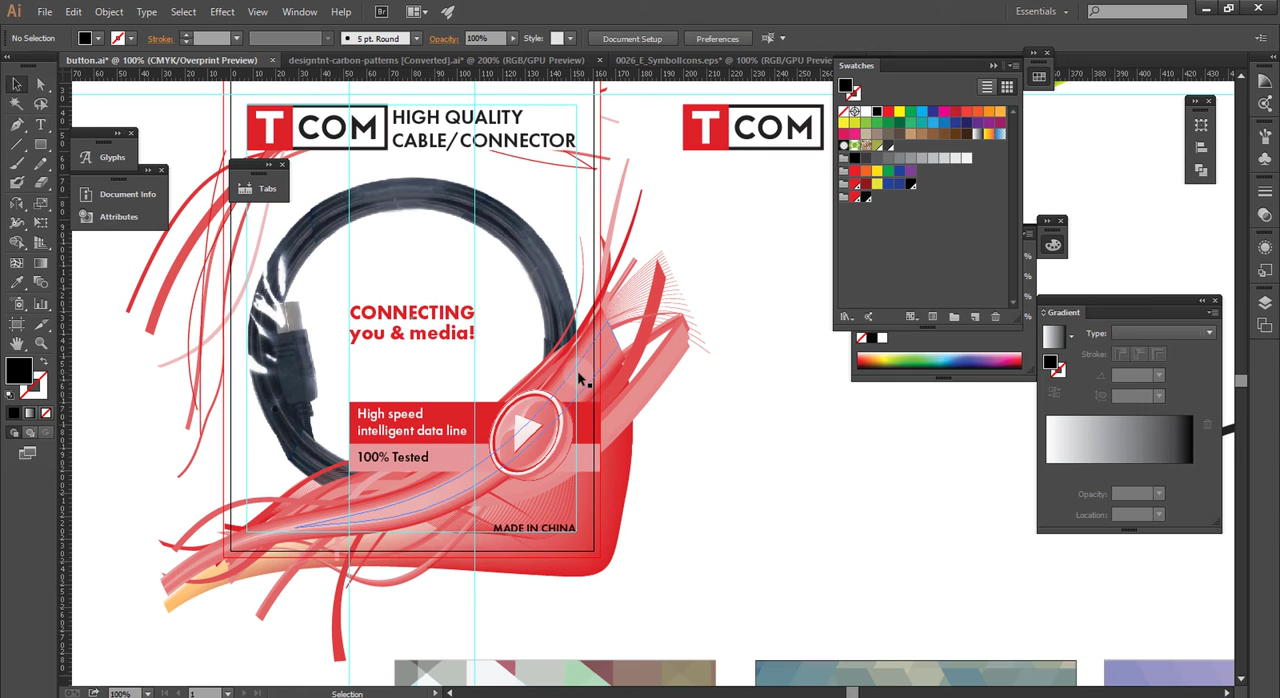 Ai File Edit Object Type Select Effect View Window Help Br Essentials
No Selection Stroke: 5 pt. Round Opacity: 100% Style: Document Setup Preferences
button.ai* @ 100% (CMYK/Overprint Preview) × designtnt-carbon-patterns [Converted].ai* @ 200% (RGB/GPU Preview) × 0026_E_SymbolIcons.eps* @ 100% (RGB/GPU Previe
Swatches
Glyphs
Document Info
Attributes
Tabs
T COM
HIGH QUALITY
CABLE/CONNECTOR
T COM
CONNECTING
you & media!
High speed
intelligent data line
100% Tested
MADE IN CHINA
Gradient
Type:
Stroke:
Opacity:
Location:
%
%
%
%
100% 1 Selection